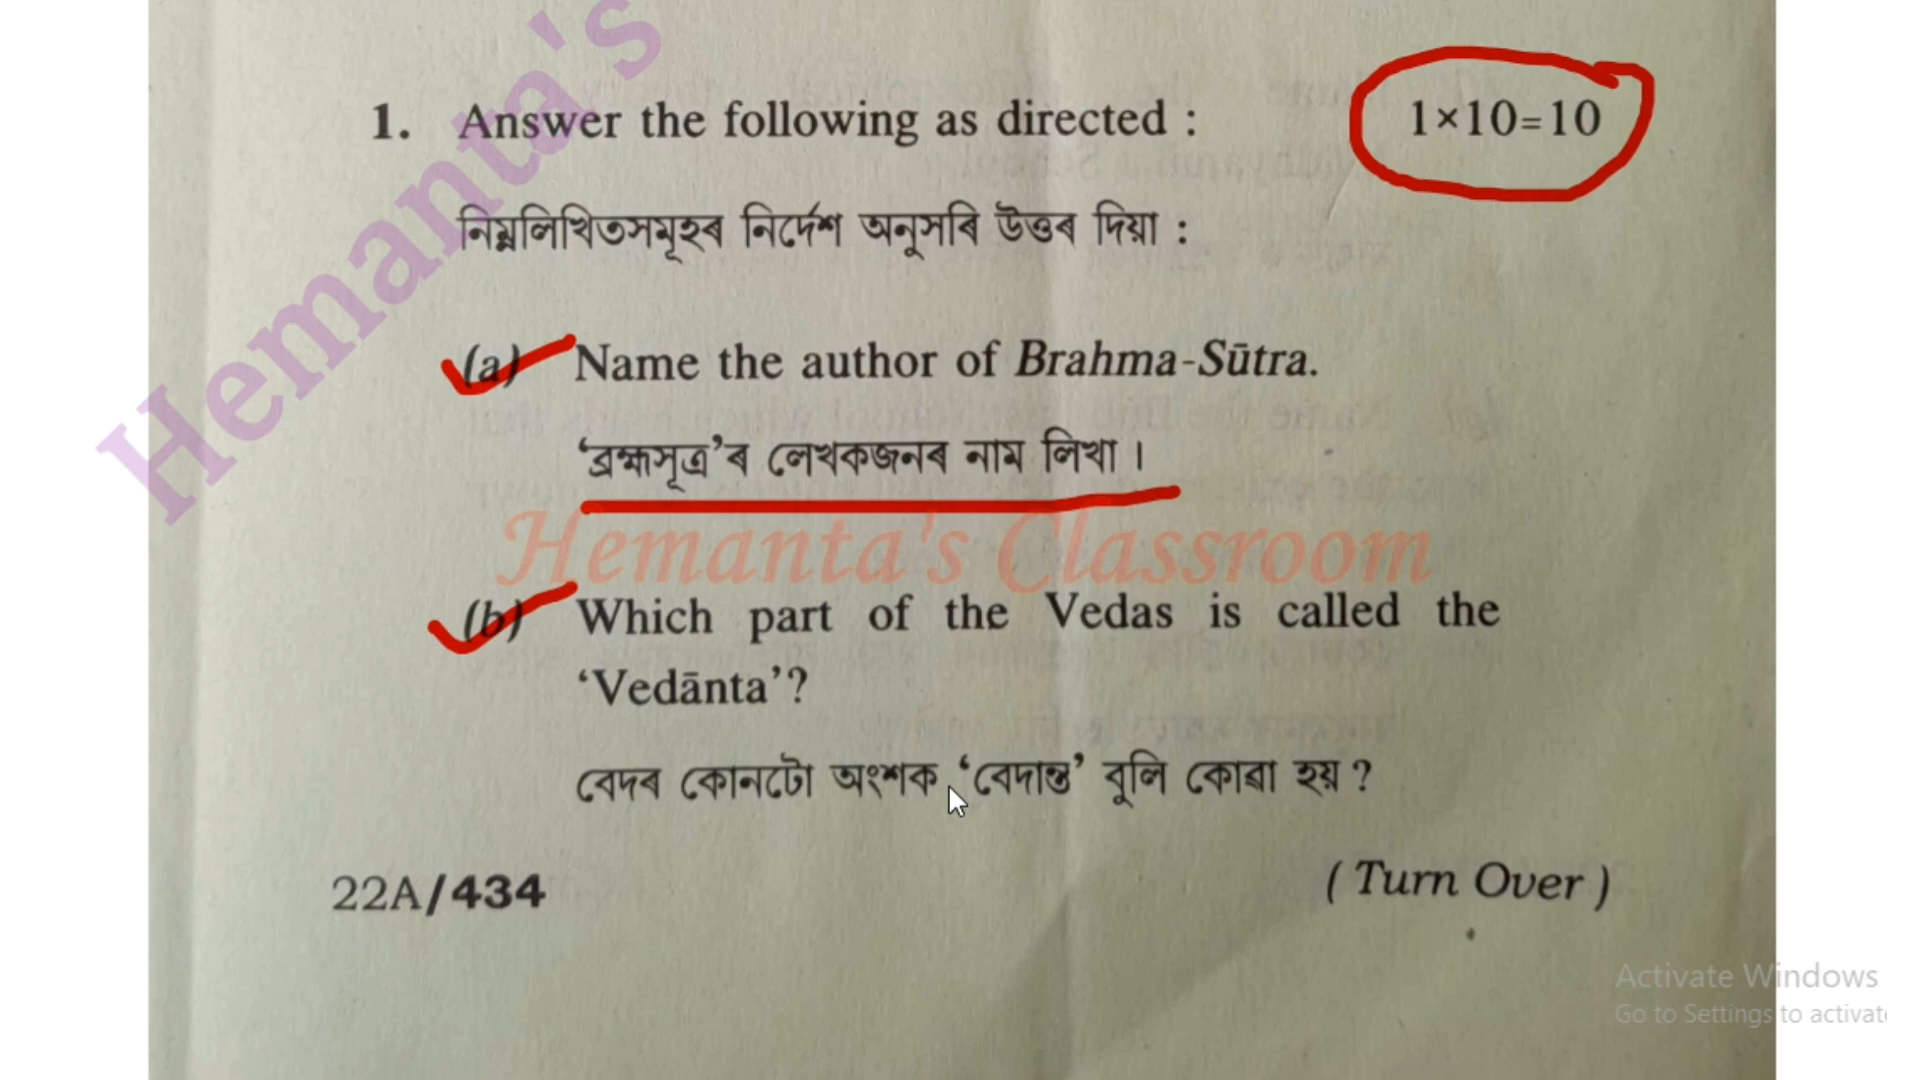 Hemanta's
1. Answer the following as directed : 1×10=10
নিম্নলিখিতসমূহৰ নিৰ্দেশ অনুসৰি উত্তৰ দিয়া :
(a) Name the author of Brahma-Sūtra.
‘ব্ৰহ্মসূত্ৰ’ৰ লেখকজনৰ নাম লিখা ।
Hemanta's Classroom
(b) Which part of the Vedas is called the
‘Vedānta’?
বেদৰ কোনটো অংশক ‘বেদান্ত’ বুলি কোৱা হয় ?
22A/434 ( Turn Over )
Activate Windows
Go to Settings to activate